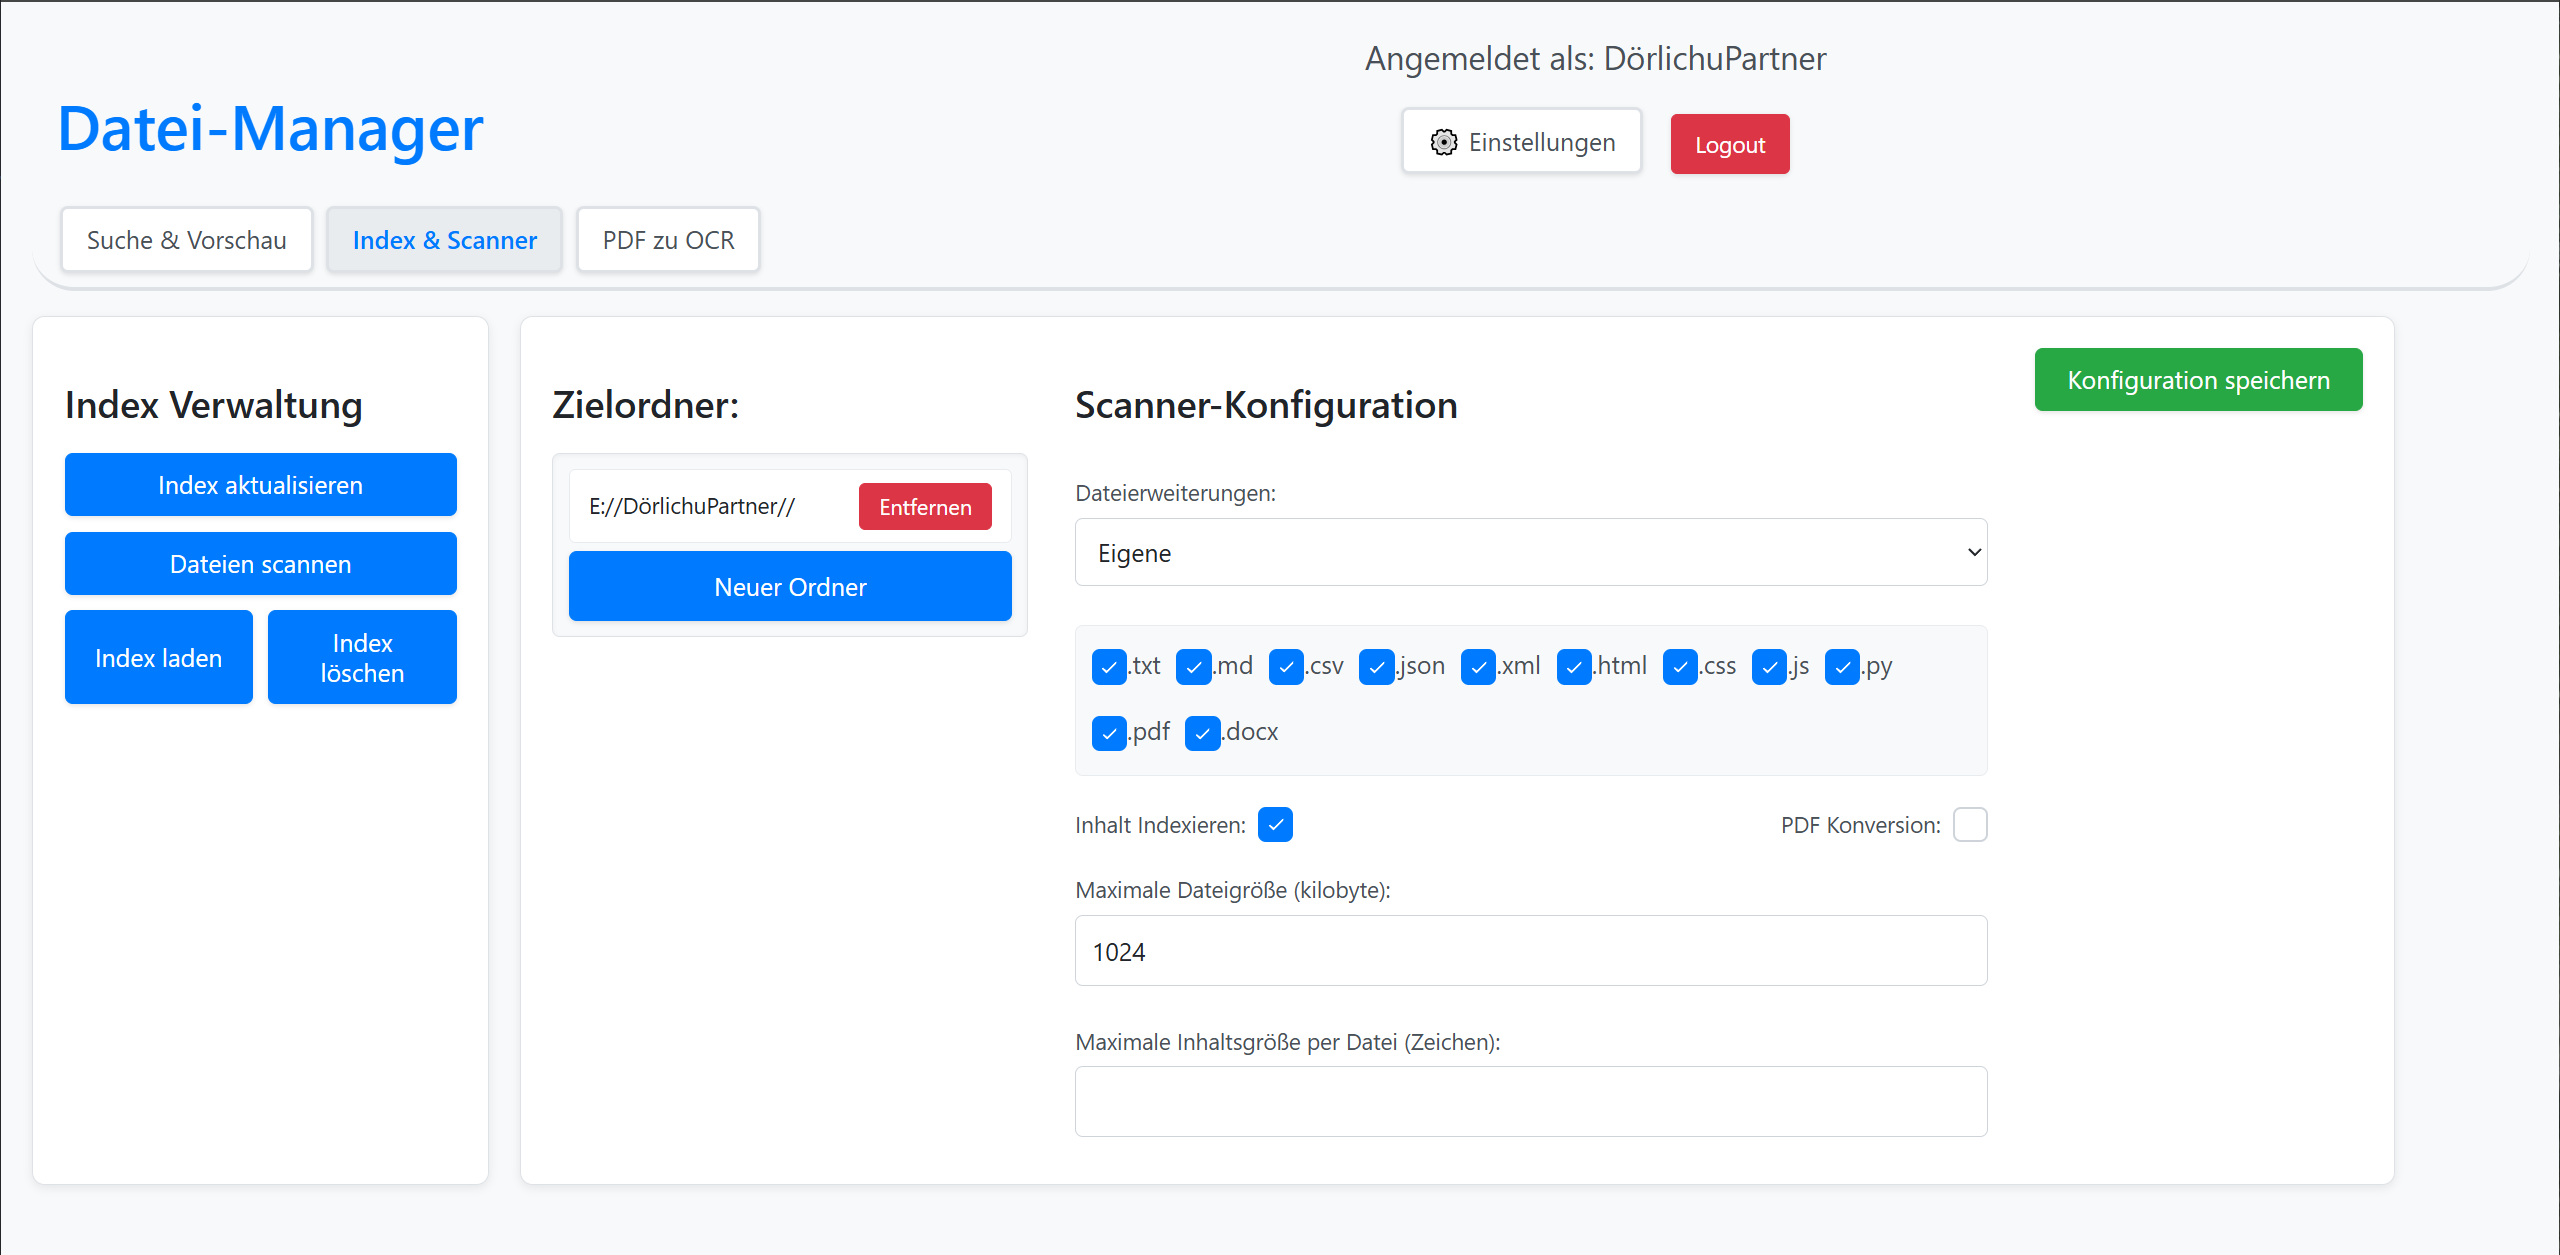 Angemeldet als: DörlichuPartner
Datei-Manager
Einstellungen
Logout
Suche & Vorschau
Index & Scanner
PDF zu OCR
Index Verwaltung
Index aktualisieren
Dateien scannen
Index laden
Index
löschen
Zielordner:
E://DörlichuPartner//
Entfernen
Neuer Ordner
Scanner-Konfiguration
Konfiguration speichern
Dateierweiterungen:
Eigene
.txt .md .csv .json .xml .html .css .js .py
.pdf .docx
Inhalt Indexieren:
PDF Konversion:
Maximale Dateigröße (kilobyte):
1024
Maximale Inhaltsgröße per Datei (Zeichen):